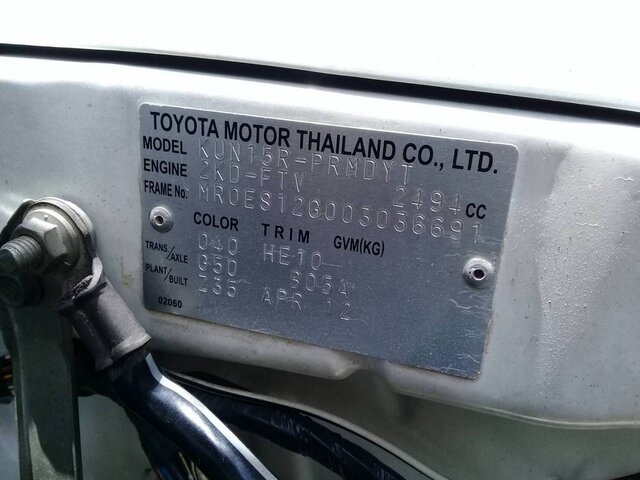 TOYOTA MOTOR THAILAND CO., LTD.
MODEL KUN15R-PRMDYT
ENGINE 2KD-FTV 2494 CC
FRAME No. MR0ES12G003036691
COLOR TRIM GVM(KG)
040 HE10
TRANS/AXLE G50 B05A
PLANT/BUILT Z35 APR 12
02060